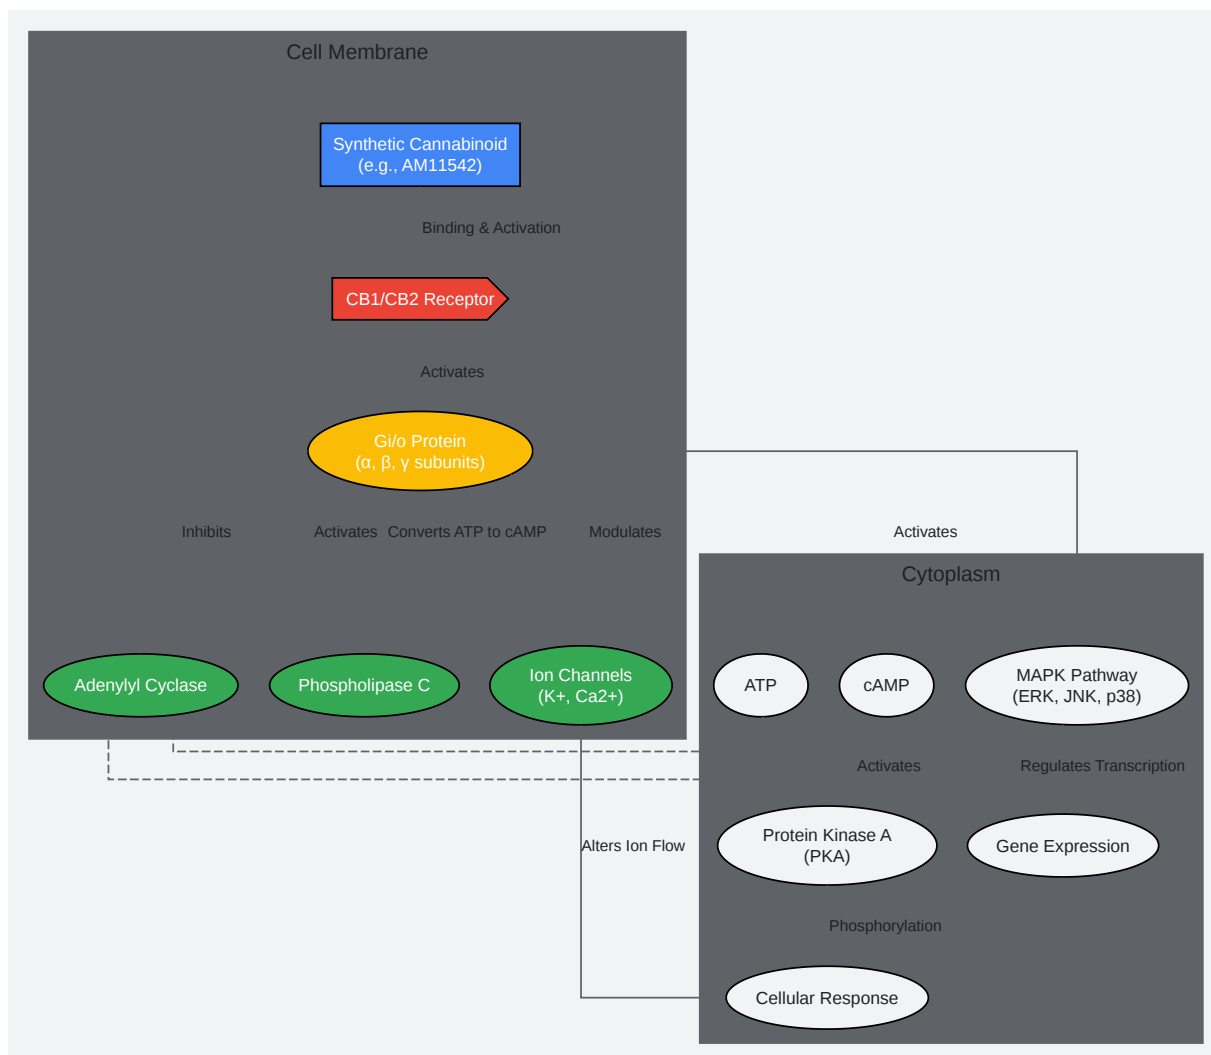 Cell Membrane
Synthetic Cannabinoid
(e.g., AM11542)
Binding & Activation
CB1/CB2 Receptor
Activates
Gi/o Protein
(α, β, γ subunits)
Inhibits
Activates
Converts ATP to cAMP
Modulates
Activates
Cytoplasm
Adenylyl Cyclase
Phospholipase C
Ion Channels
(K+, Ca2+)
ATP
cAMP
MAPK Pathway
(ERK, JNK, p38)
Activates
Regulates Transcription
Alters Ion Flow
Protein Kinase A
(PKA)
Gene Expression
Phosphorylation
Cellular Response